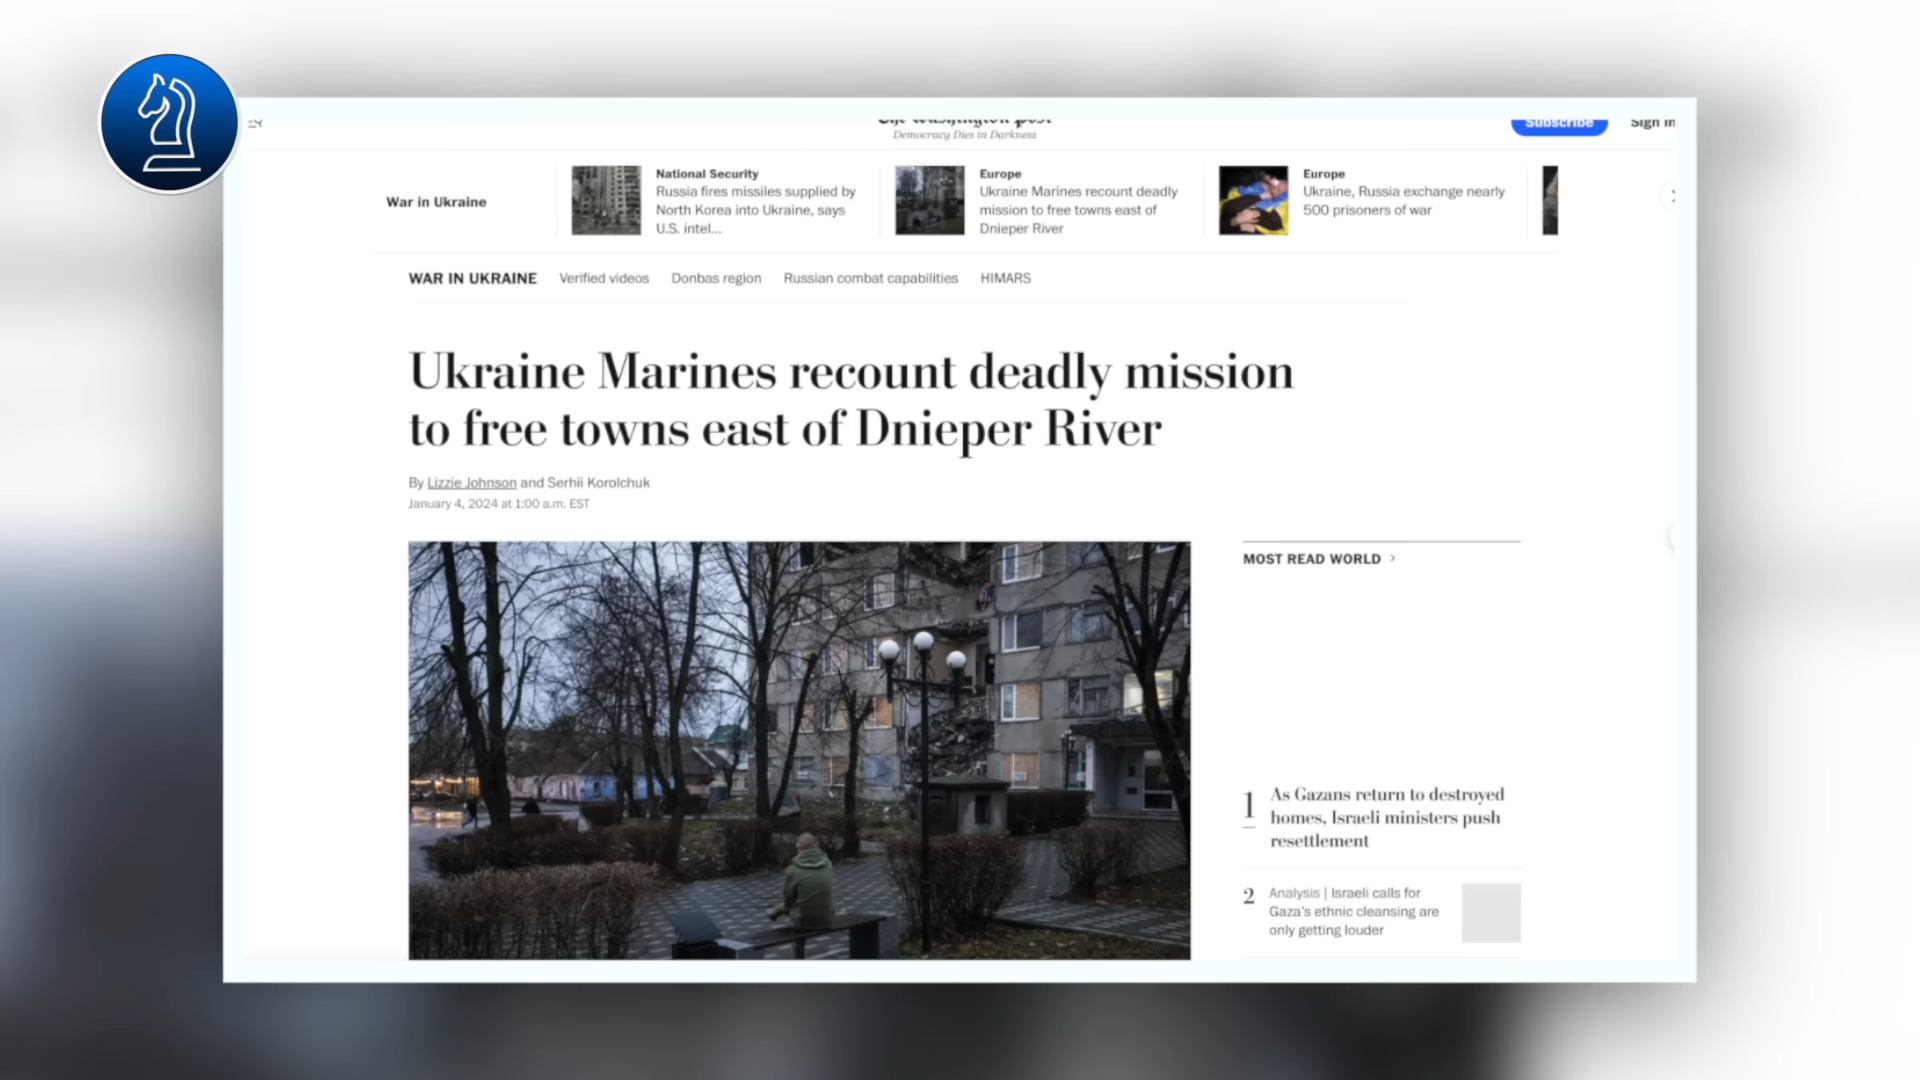 The Washington Post
Democracy Dies in Darkness
Subscribe
Sign in
War in Ukraine
National Security
Russia fires missiles supplied by
North Korea into Ukraine, says
U.S. intel...
Europe
Ukraine Marines recount deadly
mission to free towns east of
Dnieper River
Europe
Ukraine, Russia exchange nearly
500 prisoners of war
WAR IN UKRAINE
Verified videos
Donbas region
Russian combat capabilities
HIMARS
Ukraine Marines recount deadly mission
to free towns east of Dnieper River
By Lizzie Johnson and Serhii Korolchuk
January 4, 2024 at 1:00 a.m. EST
MOST READ WORLD
1
As Gazans return to destroyed
homes, Israeli ministers push
resettlement
2
Analysis | Israeli calls for
Gaza's ethnic cleansing are
only getting louder